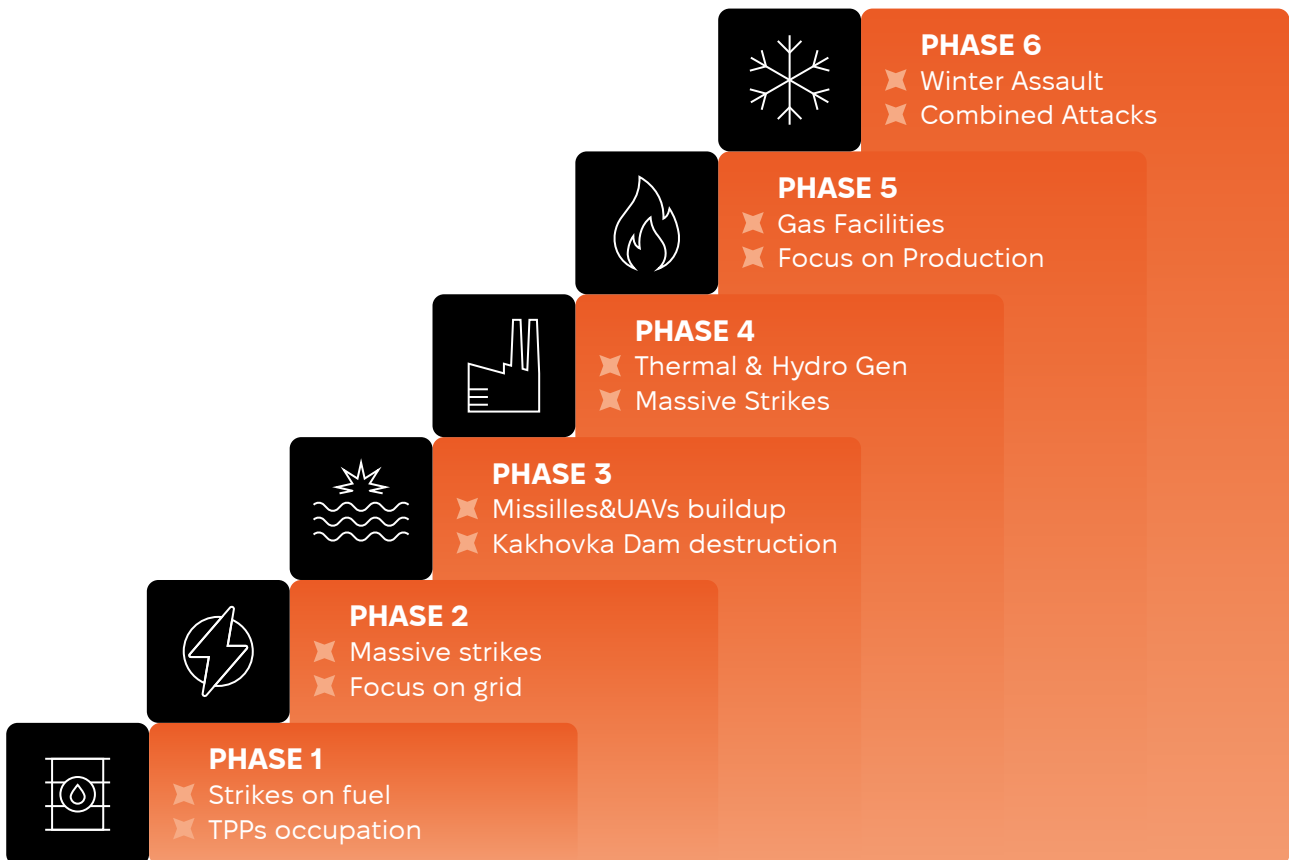 PHASE 6
Winter Assault
Combined Attacks
PHASE 5
Gas Facilities
Focus on Production
PHASE 4
Thermal & Hydro Gen
Massive Strikes
PHASE 3
Missilles&UAVs buildup
Kakhovka Dam destruction
PHASE 2
Massive strikes
Focus on grid
PHASE 1
Strikes on fuel
TPPs occupation